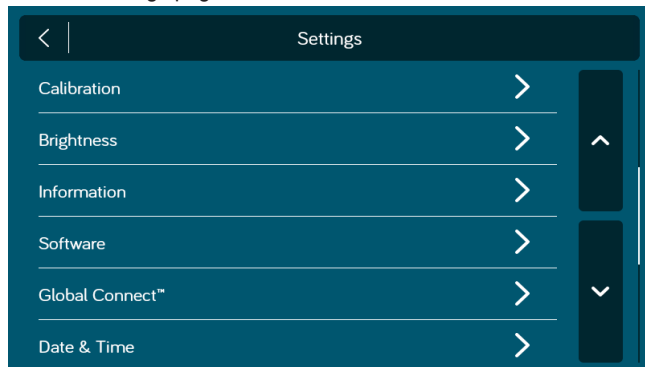 Settings
Calibration
Brightness
Information
Software
Global Connect™
Date & Time